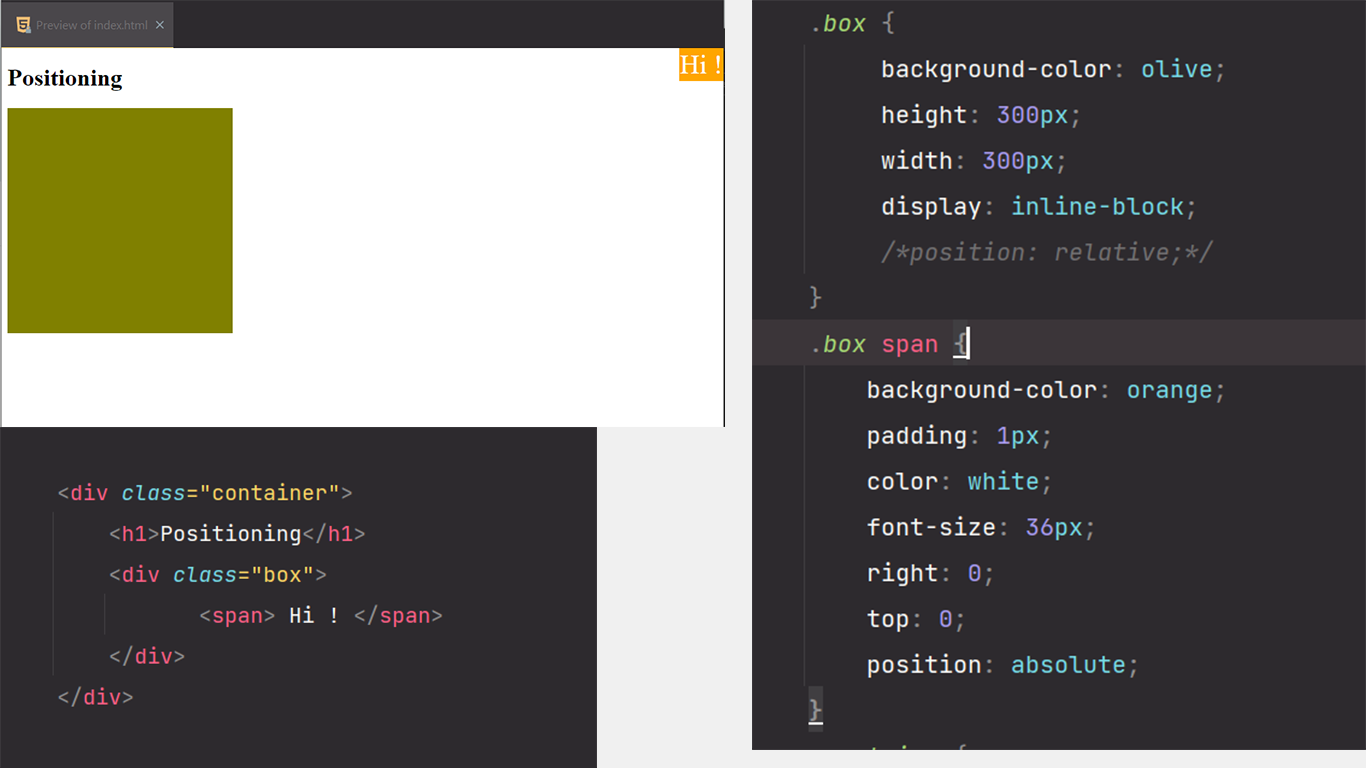 Preview of index.html ×
Positioning
Hi !
<div class="container">
<h1>Positioning</h1>
<div class="box">
<span> Hi ! </span>
</div>
</div>
.box {
background-color: olive;
height: 300px;
width: 300px;
display: inline-block;
/*position: relative;*/
}
.box span {
background-color: orange;
padding: 1px;
color: white;
font-size: 36px;
right: 0;
top: 0;
position: absolute;
}